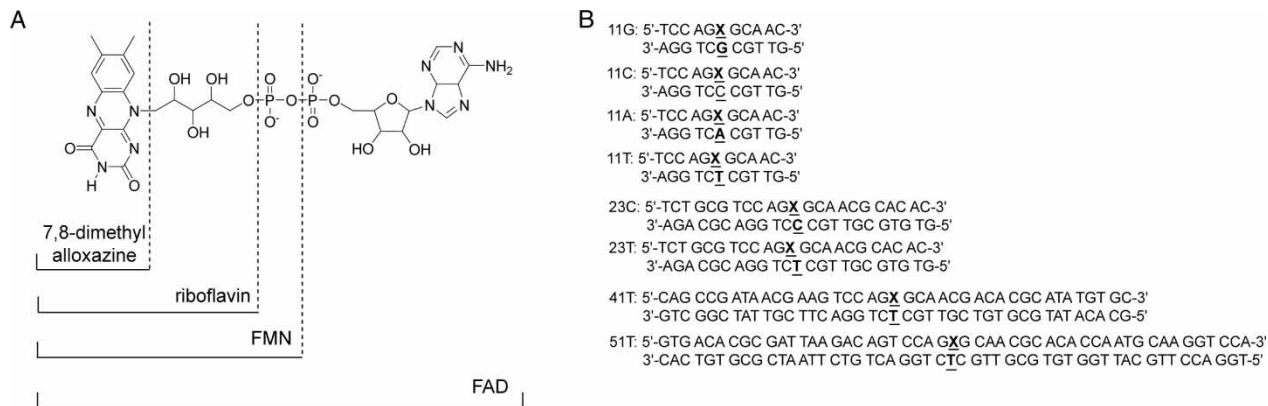 A
OH OH O O⁻
N N O P O P O O N N N N NH₂
N N OH O⁻ O
O N O HO OH
H
7,8-dimethyl
alloxazine
riboflavin
FMN
FAD
B
11G: 5'-TCC AGX GCA AC-3'
3'-AGG TCG CGT TG-5'
11C: 5'-TCC AGX GCA AC-3'
3'-AGG TCC CGT TG-5'
11A: 5'-TCC AGX GCA AC-3'
3'-AGG TCA CGT TG-5'
11T: 5'-TCC AGX GCA AC-3'
3'-AGG TCT CGT TG-5'
23C: 5'-TCT GCG TCC AGX GCA ACG CAC AC-3'
3'-AGA CGC AGG TCC CGT TGC GTG TG-5'
23T: 5'-TCT GCG TCC AGX GCA ACG CAC AC-3'
3'-AGA CGC AGG TCT CGT TGC GTG TG-5'
41T: 5'-CAG CCG ATA ACG AAG TCC AGX GCA ACG ACA CGC ATA TGT GC-3'
3'-GTC GGC TAT TGC TTC AGG TCT CGT TGC TGT GCG TAT ACA CG-5'
51T: 5'-GTG ACA CGC GAT TAA GAC AGT CCA GXG CAA CGC ACA CCA ATG CAA GGT CCA-3'
3'-CAC TGT GCG CTA ATT CTG TCA GGT CTC GTT GCG TGT GGT TAC GTT CCA GGT-5'